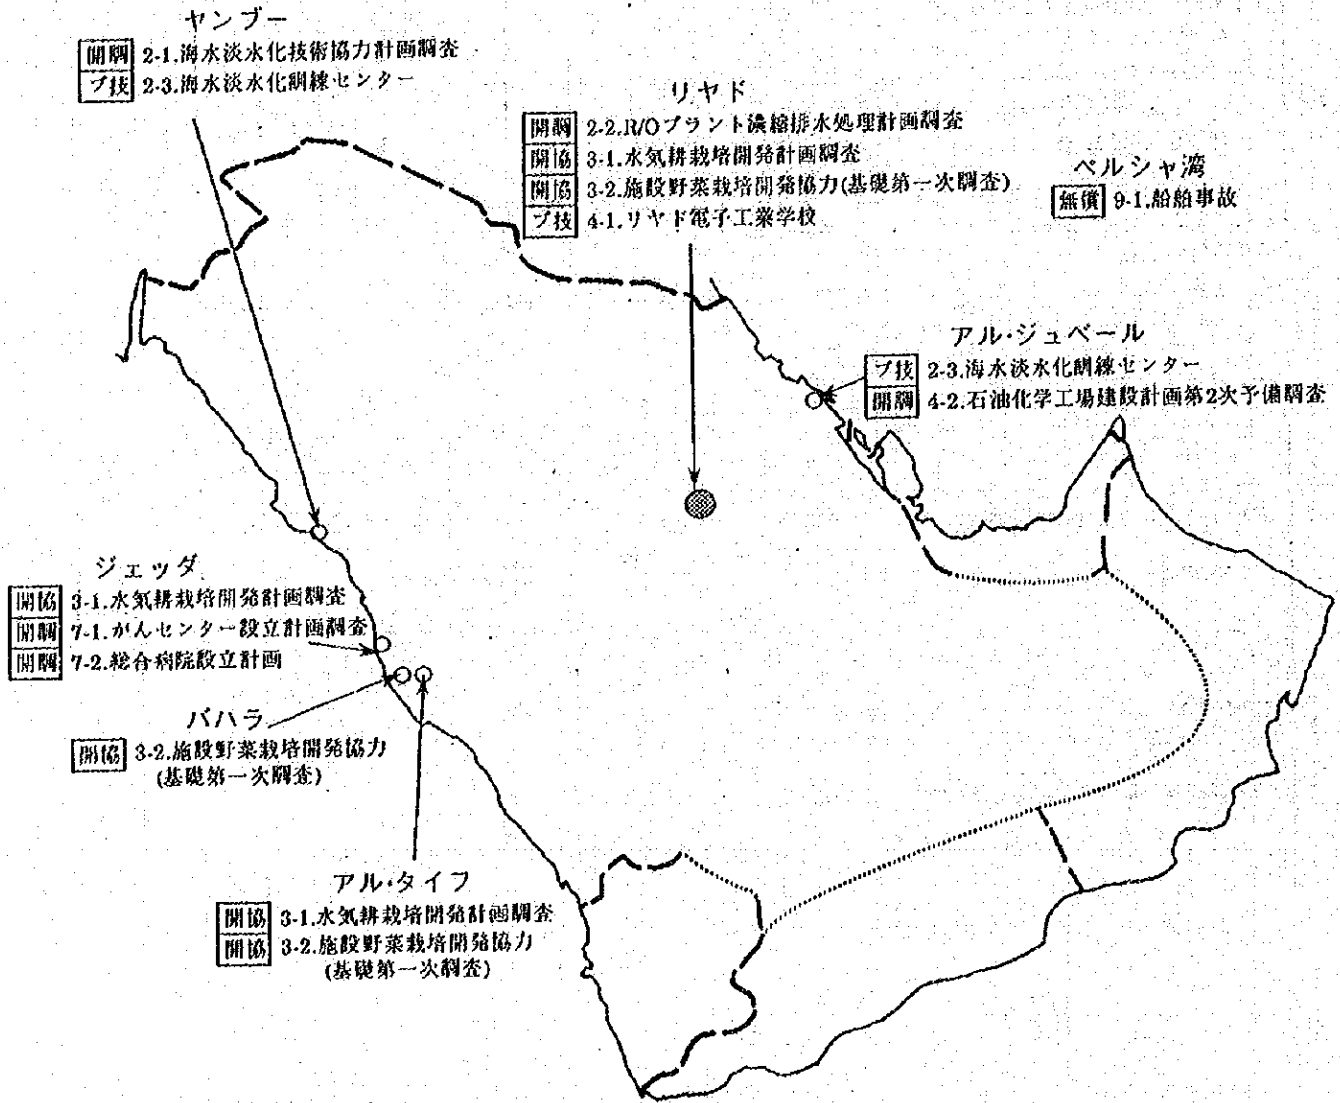 ヤンブー
開調 2-1.海水淡水化技術協力計画調査
プ技 2-3.海水淡水化訓練センター
リヤド
開調 2-2.R/Oプラント濃縮排水処理計画調査
開協 3-1.水気耕栽培開発計画調査
開協 3-2.施設野菜栽培開発協力(基礎第一次調査)
プ技 4-1.リヤド電子工業学校
ペルシャ湾
無償 9-1.船舶事故
アル・ジュベール
プ技 2-3.海水淡水化訓練センター
開調 4-2.石油化学工場建設計画第2次予備調査
ジェッダ
開協 3-1.水気耕栽培開発計画調査
開調 7-1.がんセンター設立計画調査
開調 7-2.総合病院設立計画
バハラ
開協 3-2.施設野菜栽培開発協力
(基礎第一次調査)
アル・タイフ
開協 3-1.水気耕栽培開発計画調査
開協 3-2.施設野菜栽培開発協力
(基礎第一次調査)